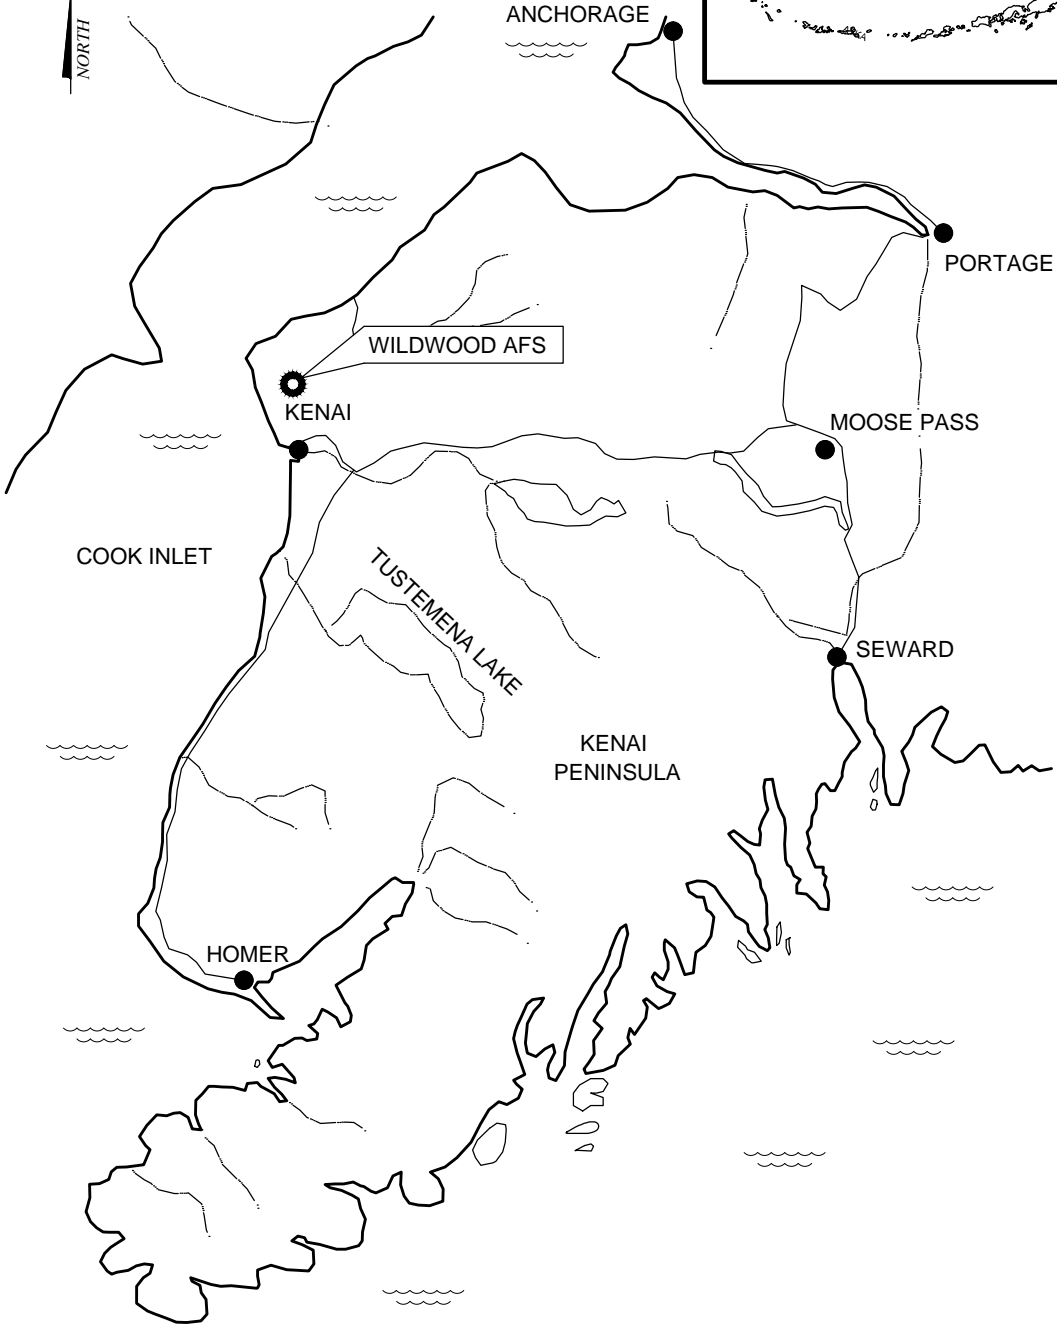 ANCHORAGE
NORTH
PORTAGE
WILDWOOD AFS
KENAI
MOOSE PASS
COOK INLET
TUSTEMENA LAKE
SEWARD
KENAI
PENINSULA
HOMER